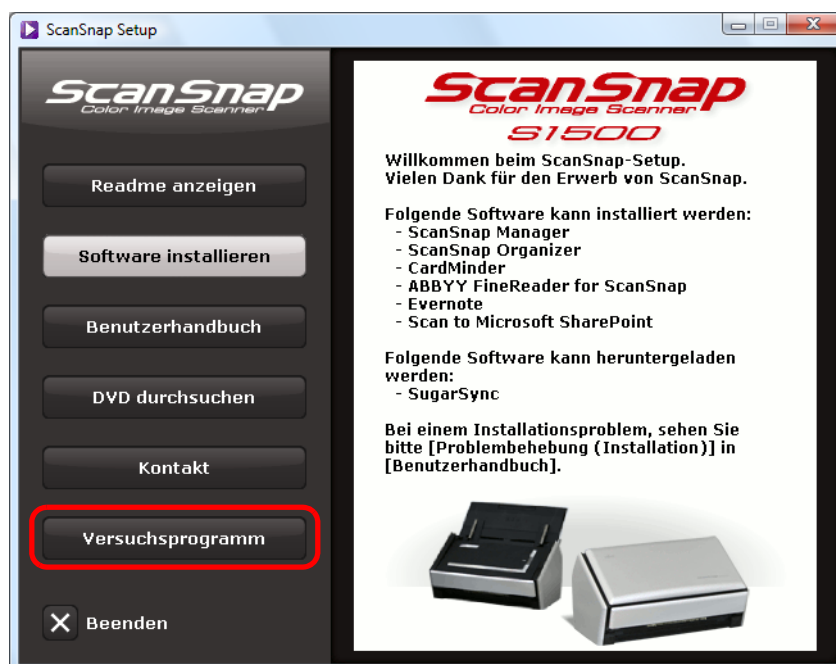 ScanSnap Setup
ScanSnap
Color Image Scanner
Readme anzeigen
Software installieren
Benutzerhandbuch
DVD durchsuchen
Kontakt
Versuchsprogramm
Beenden
ScanSnap
Color Image Scanner
S1500
Willkommen beim ScanSnap-Setup.
Vielen Dank für den Erwerb von ScanSnap.
Folgende Software kann installiert werden:
- ScanSnap Manager
- ScanSnap Organizer
- CardMinder
- ABBYY FineReader for ScanSnap
- Evernote
- Scan to Microsoft SharePoint
Folgende Software kann heruntergeladen
werden:
- SugarSync
Bei einem Installationsproblem, sehen Sie
bitte [Problembehebung (Installation)] in
[Benutzerhandbuch].